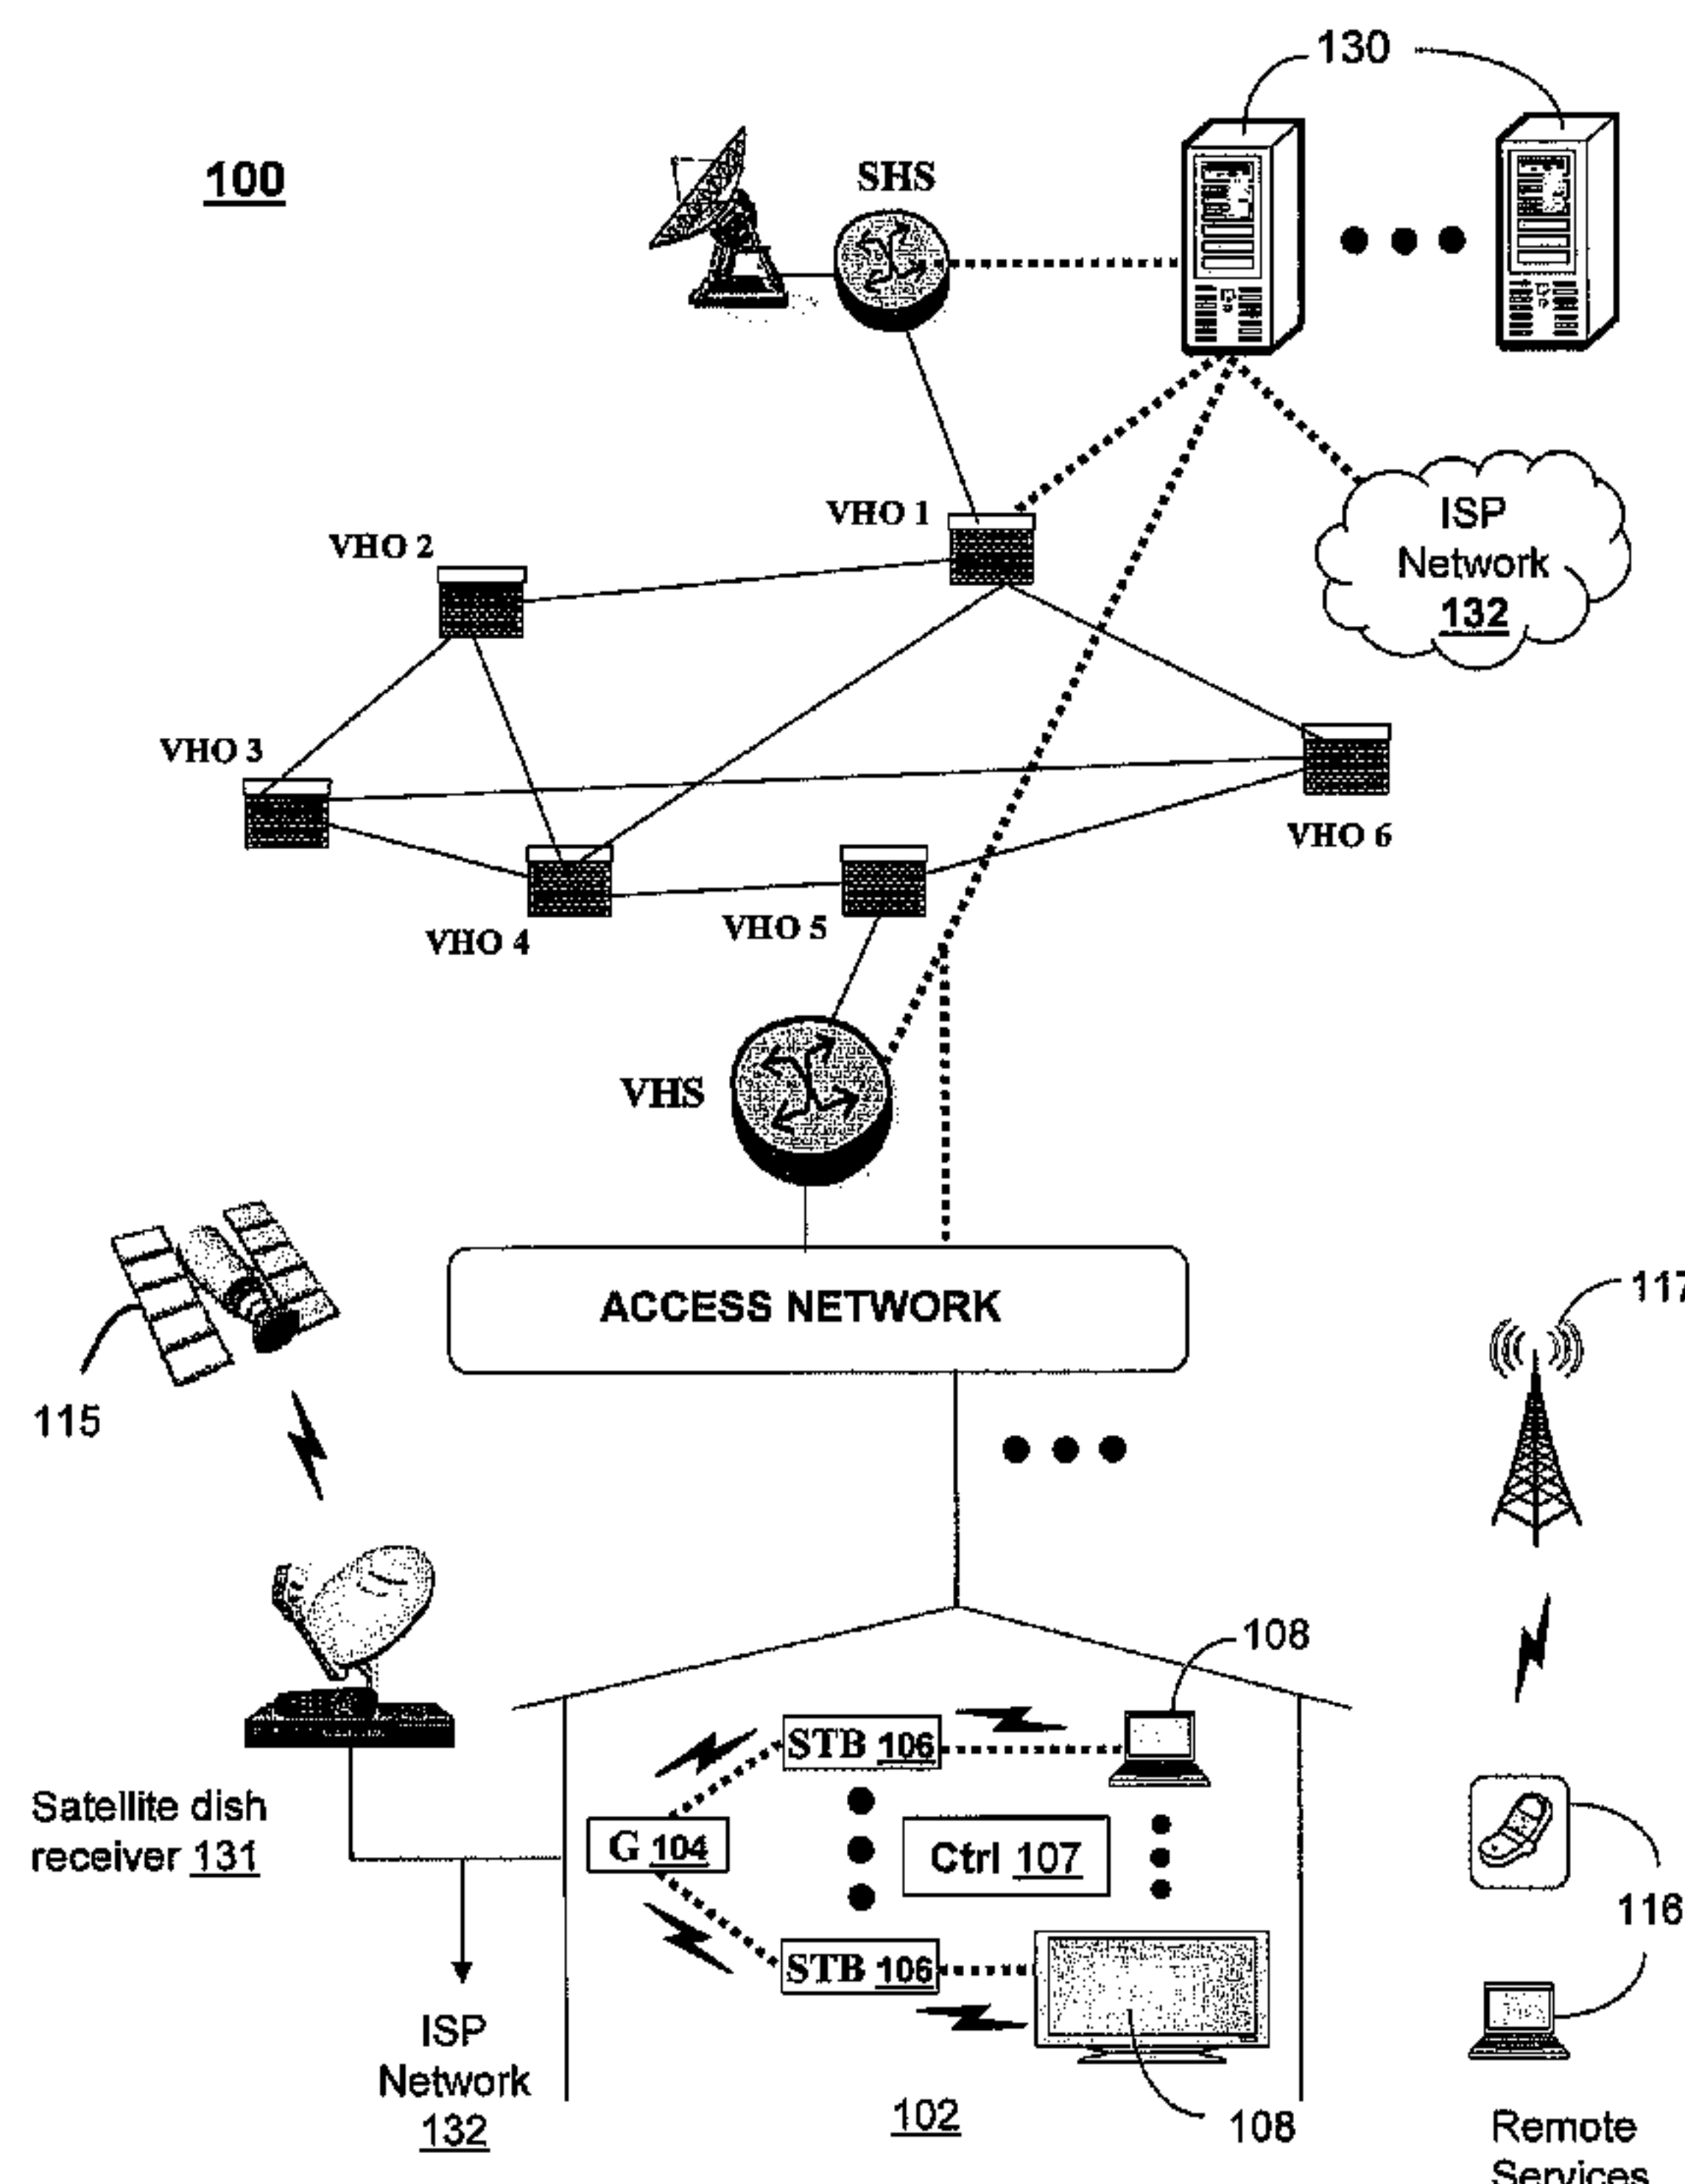 130
100
SHS
ISP
Network
132
VHO 1
VHO 2
VHO 3
VHO 6
VHO 4
VHO 5
VHS
ACCESS NETWORK
117
115
108
STB 106
Satellite dish
receiver 131
G 104
Ctrl 107
116
STB 106
ISP
Network
132
102
108
Remote
Services